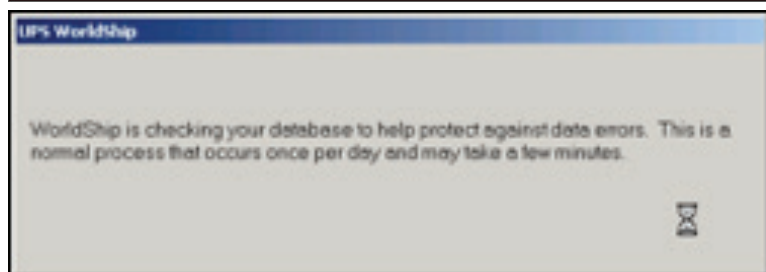 UPS WorldShip
WorldShip is checking your database to help protect against data errors. This is a
normal process that occurs once per day and may take a few minutes.